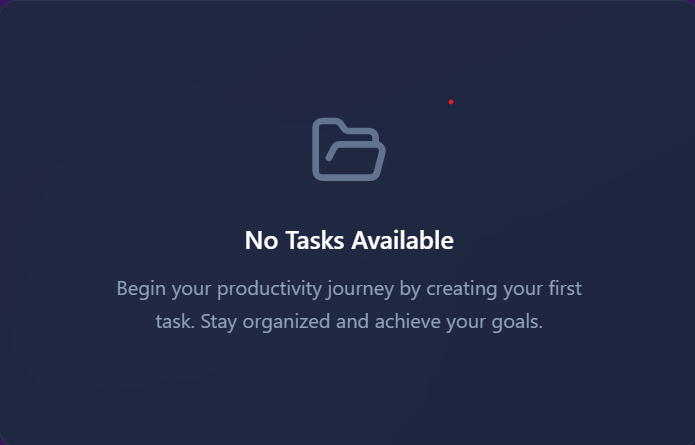 No Tasks Available
Begin your productivity journey by creating your first
task. Stay organized and achieve your goals.